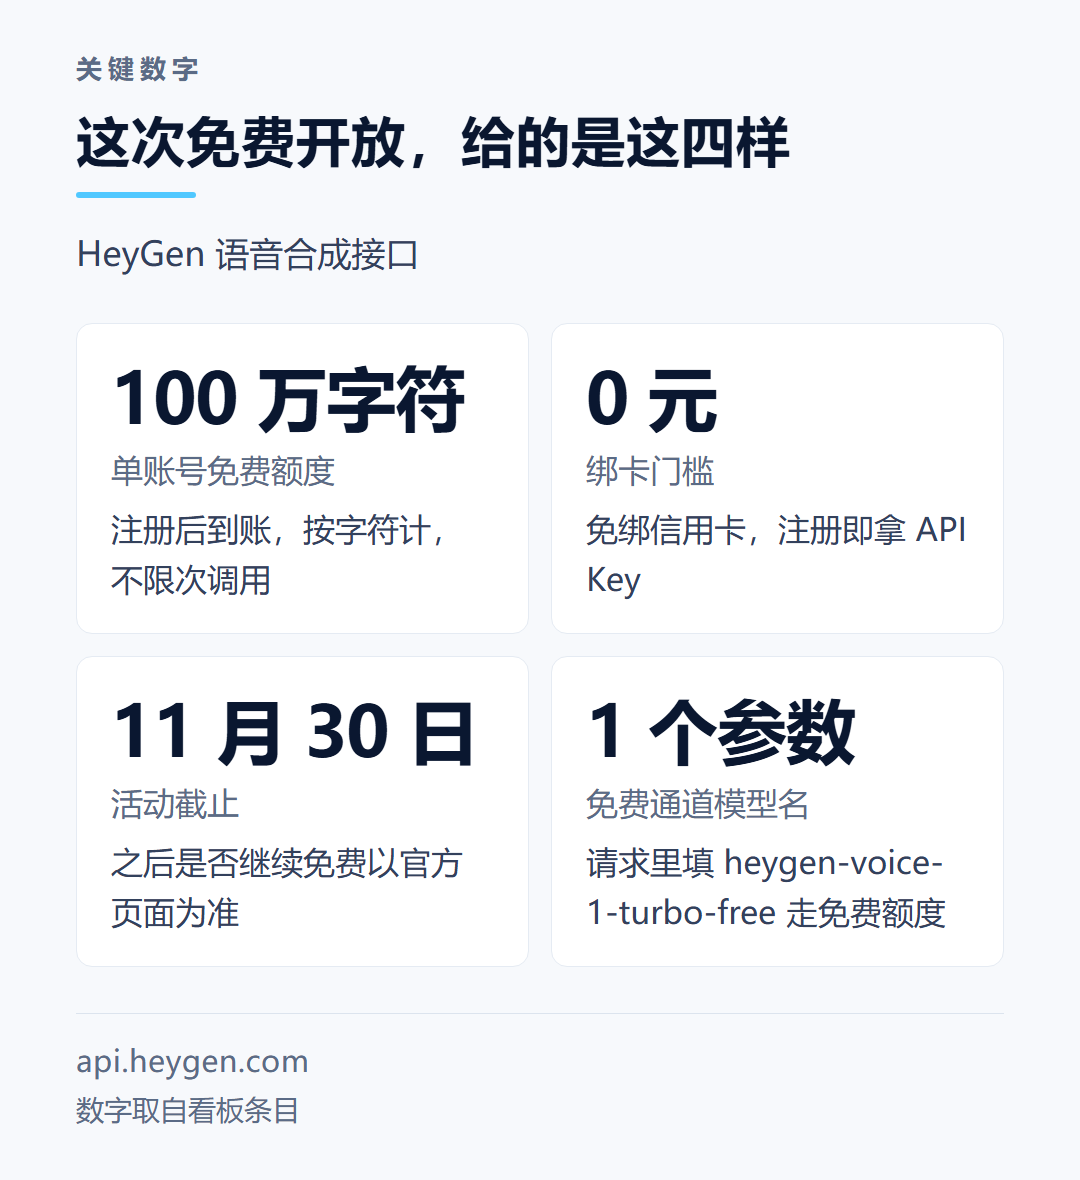 关键数字
这次免费开放，给的是这四样
HeyGen 语音合成接口
100 万字符
单账号免费额度
注册后到账，按字符计，
不限次调用
0 元
绑卡门槛
免绑信用卡，注册即拿 API
Key
11 月 30 日
活动截止
之后是否继续免费以官方
页面为准
1 个参数
免费通道模型名
请求里填 heygen-voice-
1-turbo-free 走免费额度
api.heygen.com
数字取自看板条目